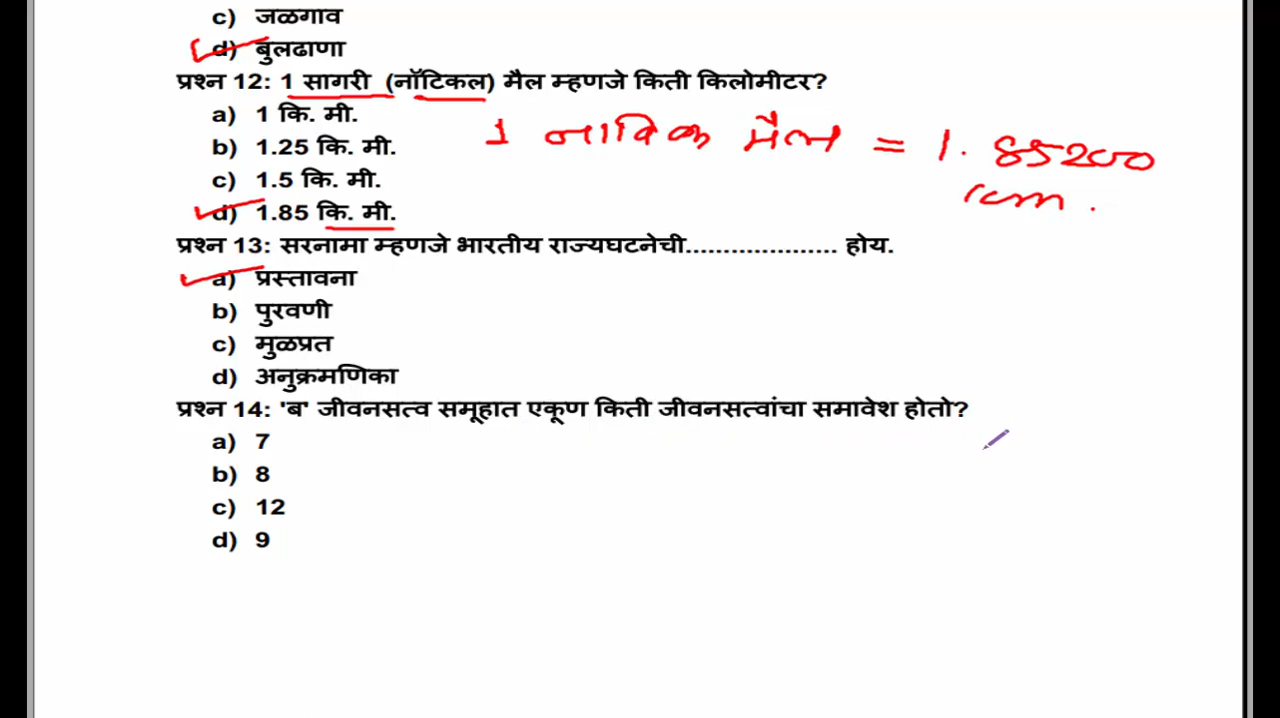 c) जळगाव
d) बुलढाणा
प्रश्न 12: 1 सागरी (नॉटिकल) मैल म्हणजे किती किलोमीटर?
a) 1 कि. मी.
b) 1.25 कि. मी.
c) 1.5 कि. मी.
d) 1.85 कि. मी.
1 नाविक मैल = 1.85200
km.
प्रश्न 13: सरनामा म्हणजे भारतीय राज्यघटनेची.................... होय.
a) प्रस्तावना
b) पुरवणी
c) मुळप्रत
d) अनुक्रमणिका
प्रश्न 14: 'ब' जीवनसत्व समूहात एकूण किती जीवनसत्वांचा समावेश होतो?
a) 7
b) 8
c) 12
d) 9